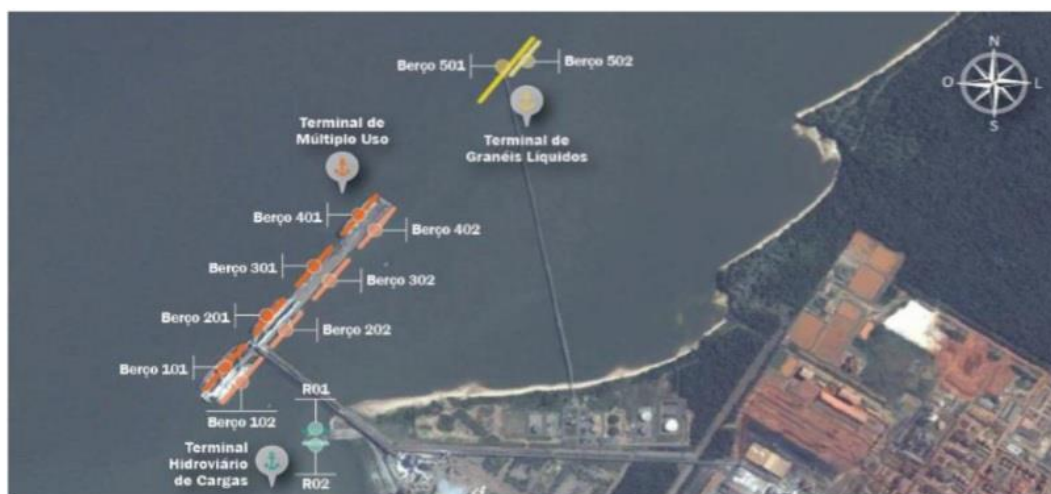 Berço 501
Berço 502
N
O
L
S
Terminal de
Múltiplo Uso
Terminal de
Granéis Líquidos
Berço 401
Berço 402
Berço 301
Berço 302
Berço 201
Berço 202
Berço 101
R01
Berço 102
Terminal
Hidroviário
de Cargas
R02